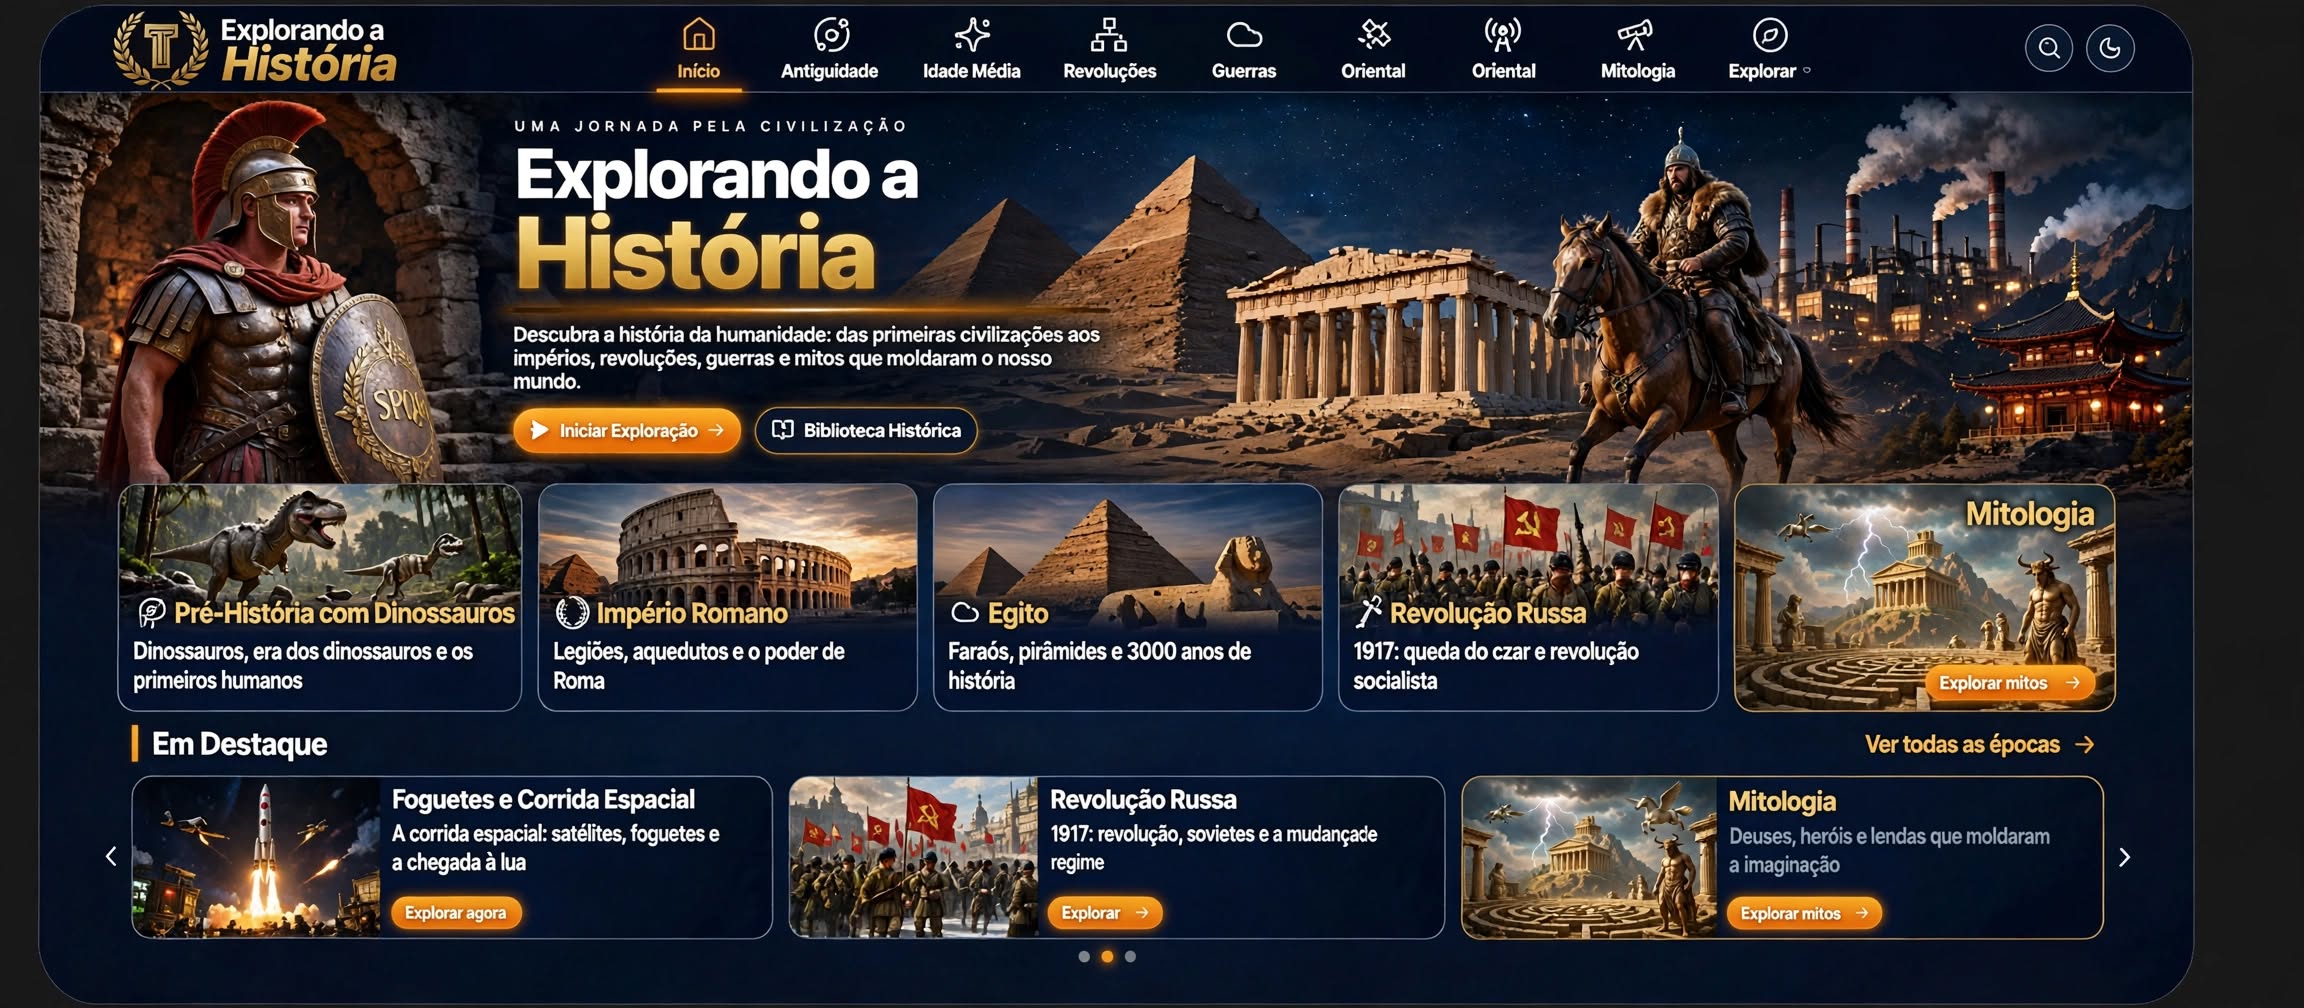 T
Explorando a
História
Início
Antiguidade
Idade Média
Revoluções
Guerras
Oriental
Oriental
Mitologia
Explorar
UMA JORNADA PELA CIVILIZAÇÃO
Explorando a
História
Descubra a história da humanidade: das primeiras civilizações aos
impérios, revoluções, guerras e mitos que moldaram o nosso
mundo.
Iniciar Exploração →
Biblioteca Histórica
SPQR
Pré-História com Dinossauros
Dinossauros, era dos dinossauros e os
primeiros humanos
Império Romano
Legiões, aquedutos e o poder de
Roma
Egito
Faraós, pirâmides e 3000 anos de
história
Revolução Russa
1917: queda do czar e revolução
socialista
Mitologia
Explorar mitos →
Em Destaque
Ver todas as épocas →
Foguetes e Corrida Espacial
A corrida espacial: satélites, foguetes e
a chegada à lua
Explorar agora
Revolução Russa
1917: revolução, sovietes e a mudançade
regime
Explorar →
Mitologia
Deuses, heróis e lendas que moldaram
a imaginação
Explorar mitos →